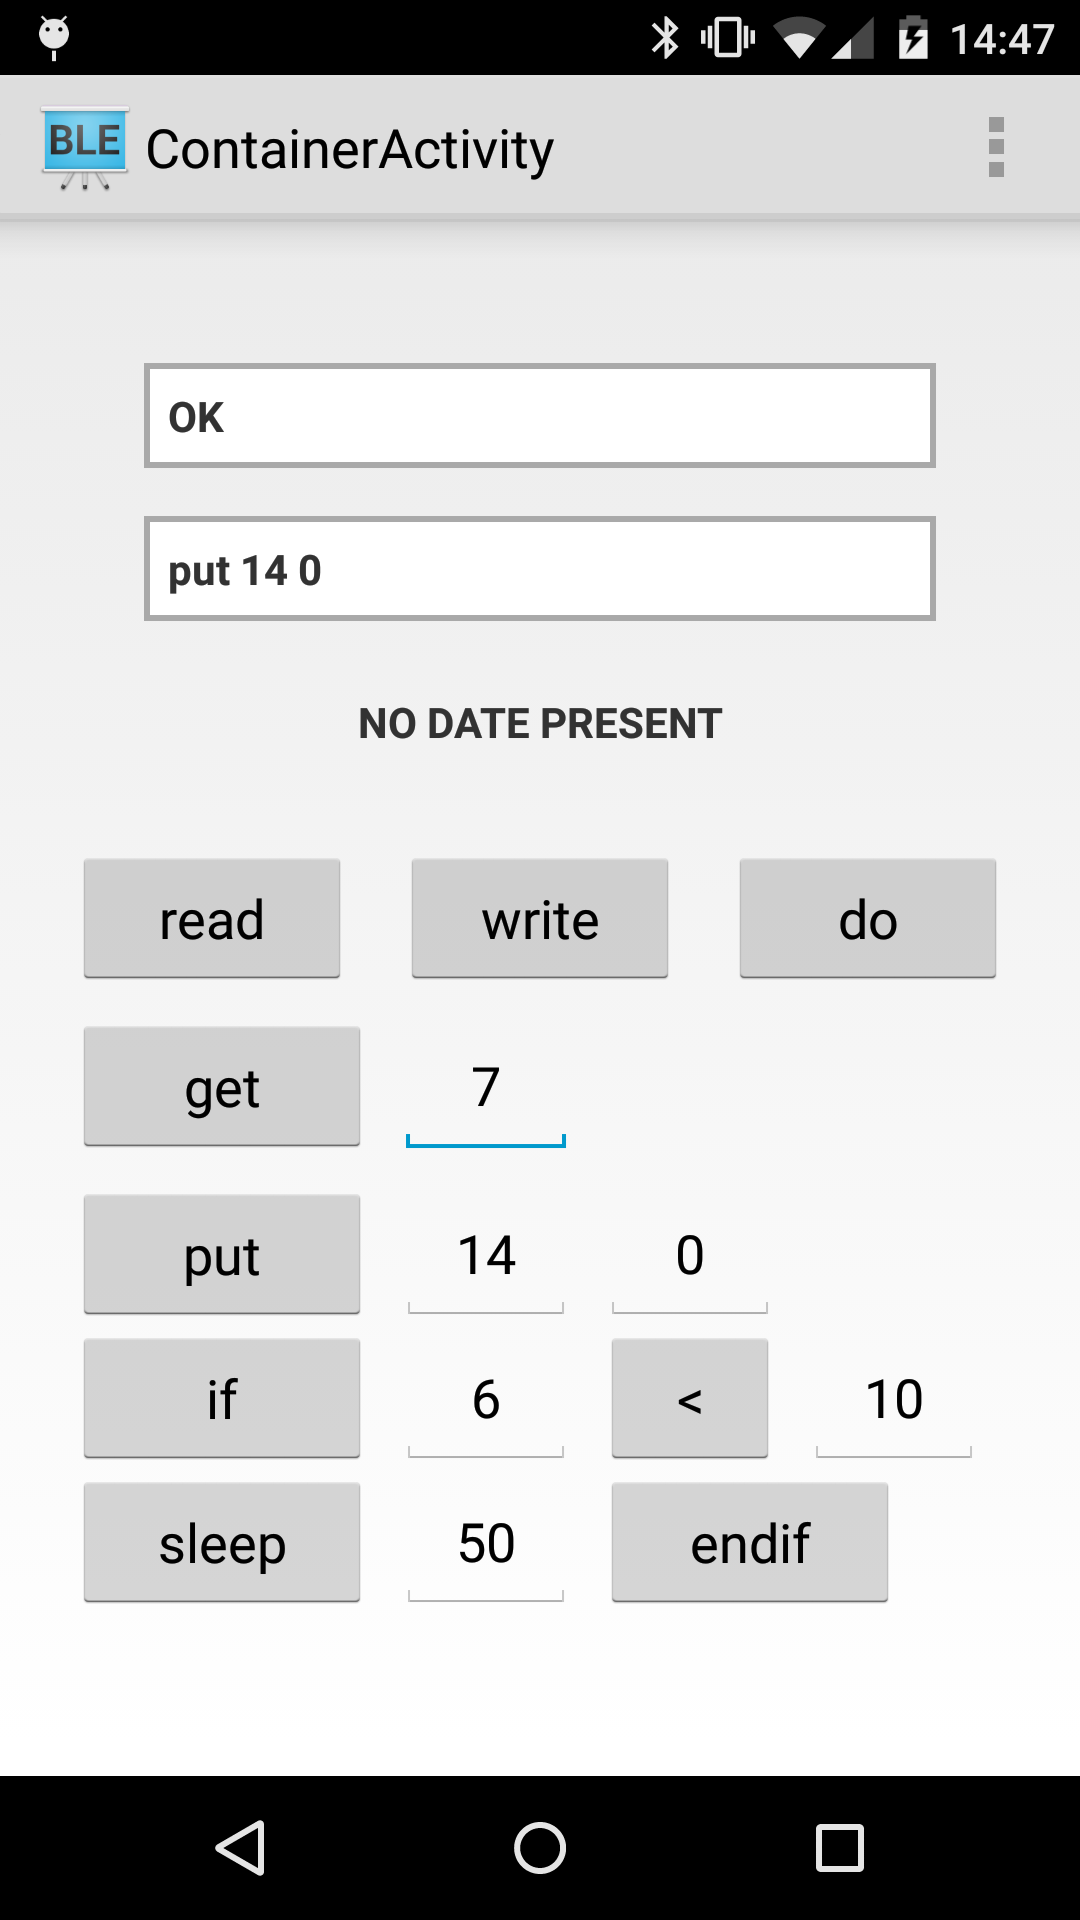 14:47
BLE ContainerActivity
OK
put 14 0
NO DATE PRESENT
read write do
get 7
put 14 0
if 6 < 10
sleep 50 endif